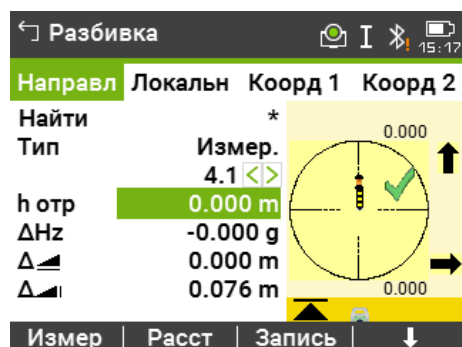 Разбивка I 15:17
Направл Локальн Коорд 1 Коорд 2
Найти *
Тип Измер.
4.1 < >
h отр 0.000 m
ΔHz -0.000 g
Δ 0.000 m
Δ 0.076 m
0.000
0.000
Измер Расст Запись